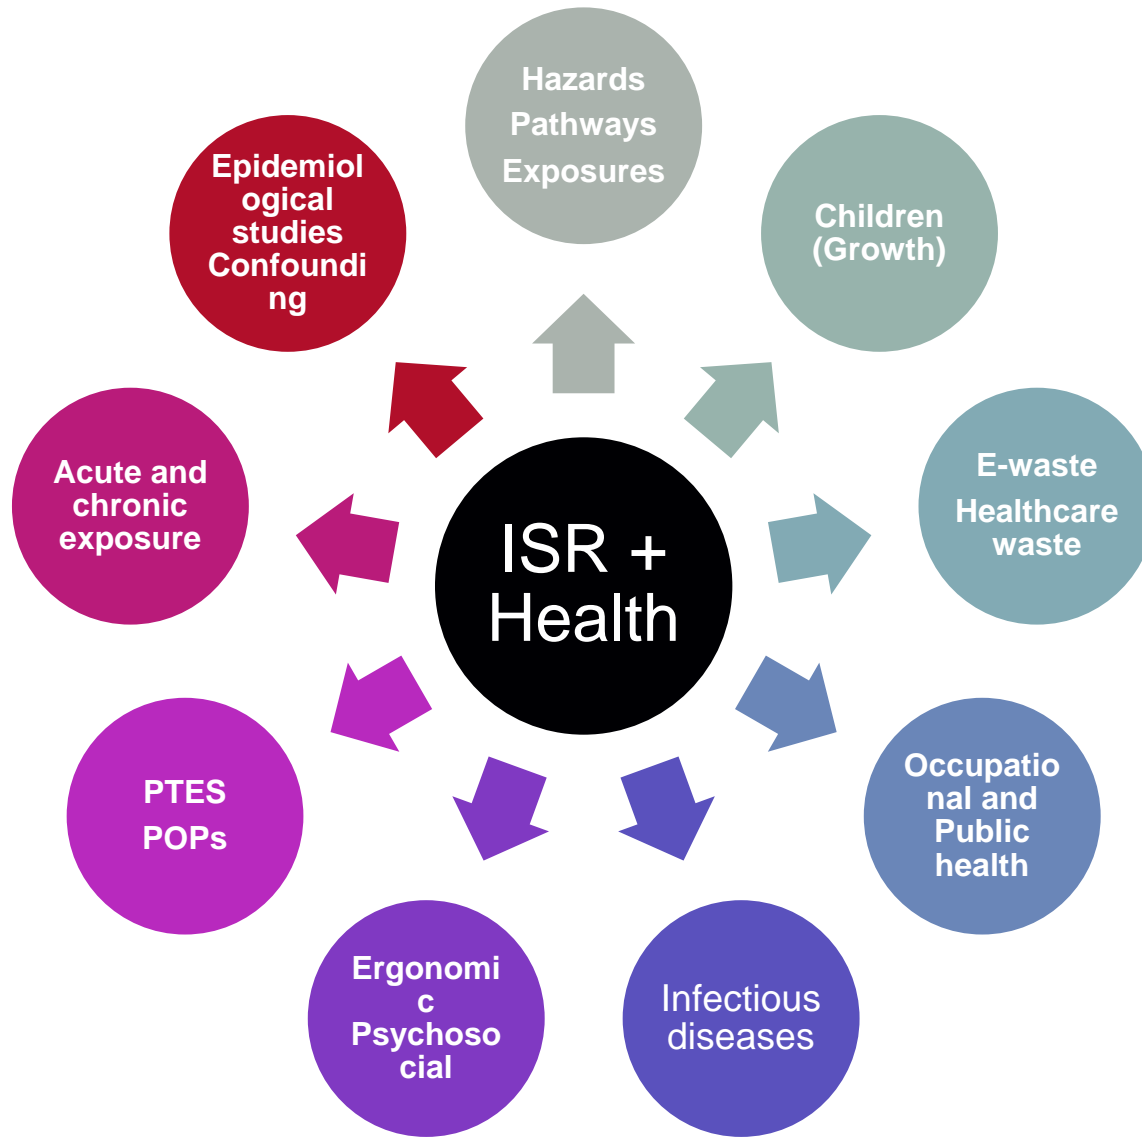 Hazards
Pathways
Exposures
Children
(Growth)
E-waste
Healthcare
waste
Occupatio
nal and
Public
health
Infectious
diseases
Ergonomi
c
Psychoso
cial
PTES
POPs
Acute and
chronic
exposure
Epidemiol
ogical
studies
Confoundi
ng
ISR +
Health